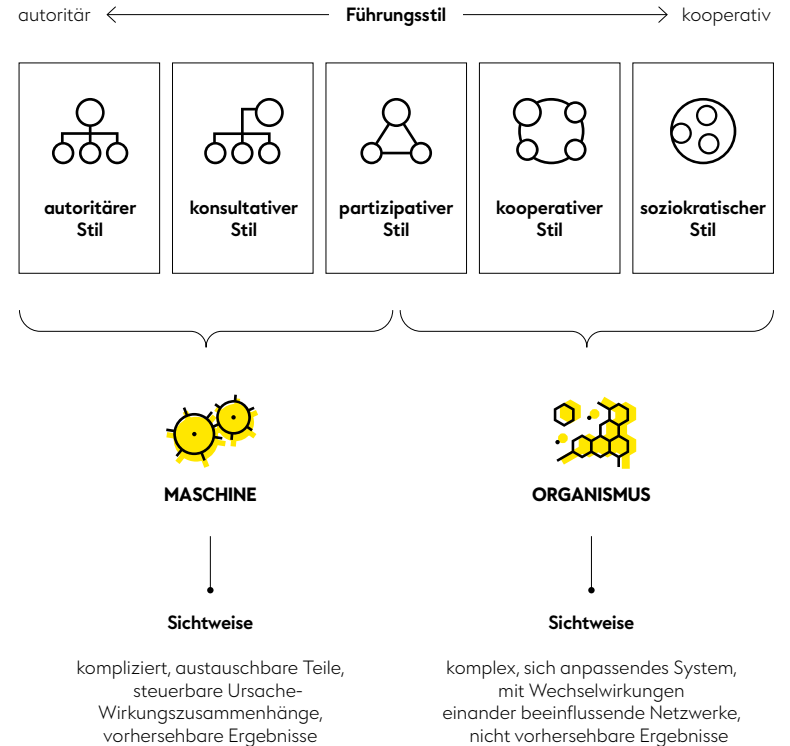 autoritär
Führungsstil
kooperativ
autoritärer
Stil
konsultativer
Stil
partizipativer
Stil
kooperativer
Stil
soziokratischer
Stil
MASCHINE
ORGANISMUS
Sichtweise
Sichtweise
kompliziert, austauschbare Teile,
steuerbare Ursache-
Wirkungszusammenhänge,
vorhersehbare Ergebnisse
komplex, sich anpassendes System,
mit Wechselwirkungen
einander beeinflussende Netzwerke,
nicht vorhersehbare Ergebnisse